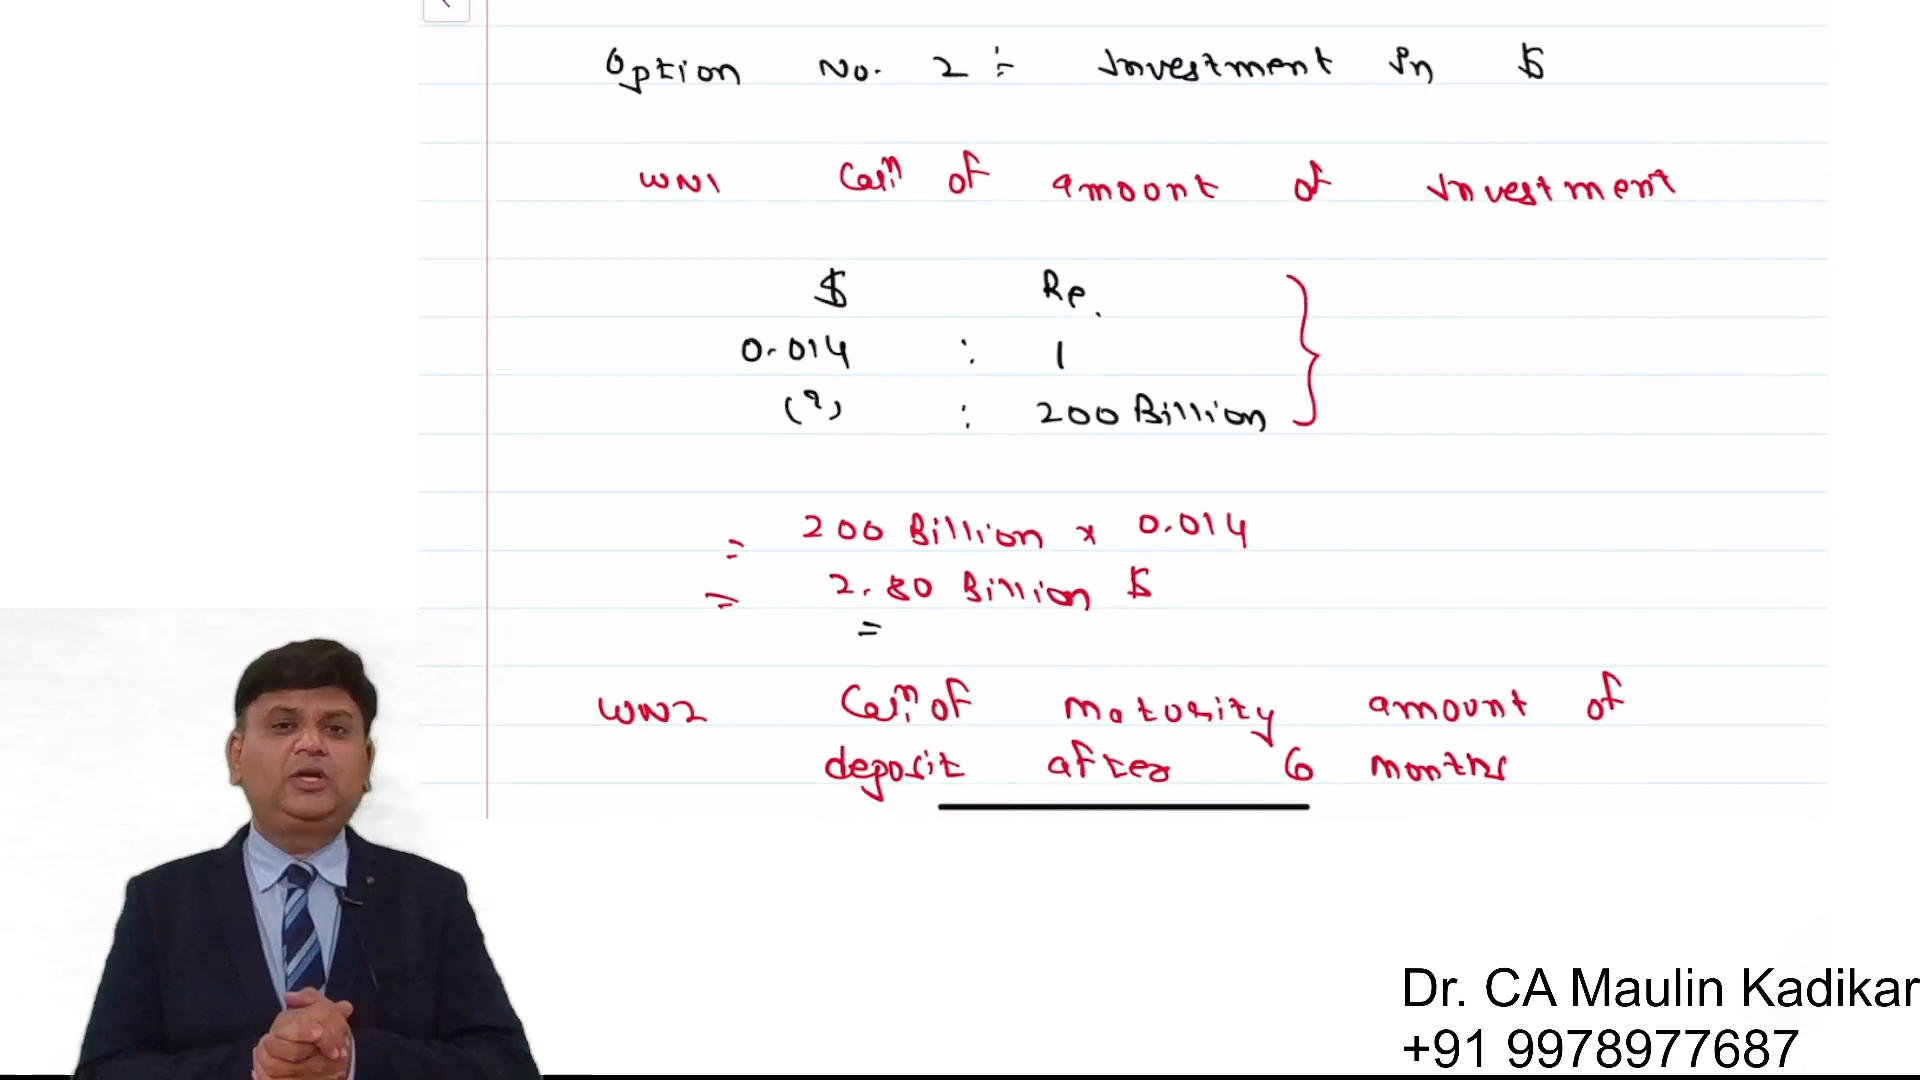 Option No. 2 :- Investment in $
WN1 Caln of amount of Investment
$ Re.
0.014 : 1
(?) : 200 Billion
= 200 Billion x 0.014
= 2.80 Billion $
=
WN2 Caln of maturity amount of
deposit after 6 months
Dr. CA Maulin Kadikar
+91 9978977687